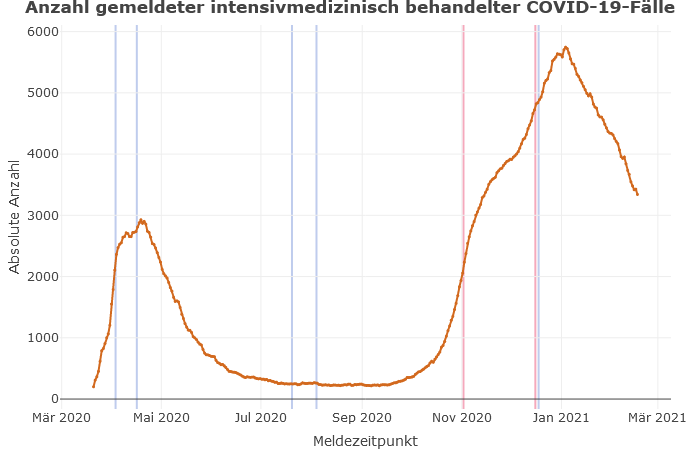 Anzahl gemeldeter intensivmedizinisch behandelter COVID-19-Fälle
6000
5000
4000
3000
2000
1000
0
Absolute Anzahl
Mär 2020 Mai 2020 Jul 2020 Sep 2020 Nov 2020 Jan 2021 Mär 2021
Meldezeitpunkt